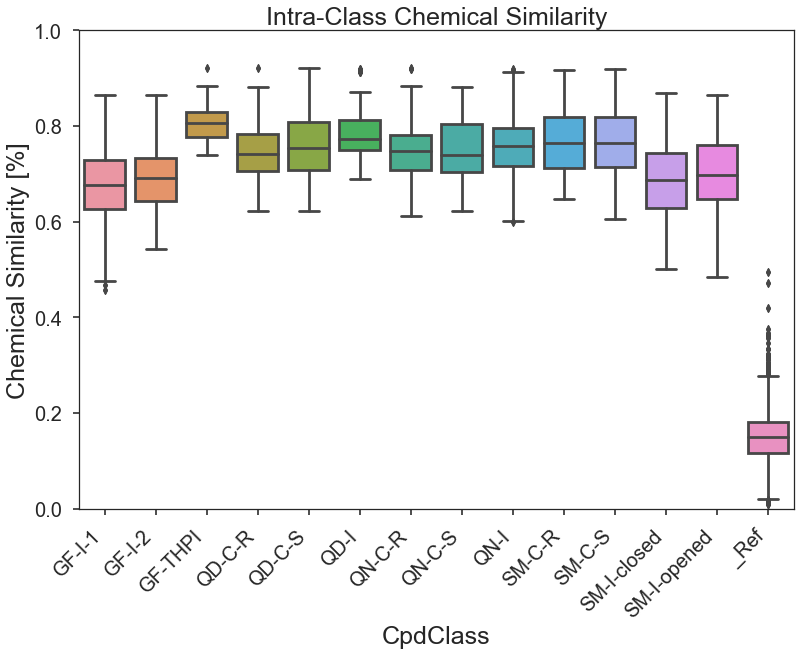 Intra-Class Chemical Similarity
Chemical Similarity [%]
1.0
0.8
0.6
0.4
0.2
0.0
GF-I-1
GF-I-2
GF-THPI
QD-C-R
QD-C-S
QD-I
QN-C-R
QN-C-S
QN-I
SM-C-R
SM-C-S
SM-I-closed
SM-I-opened
_Ref
CpdClass